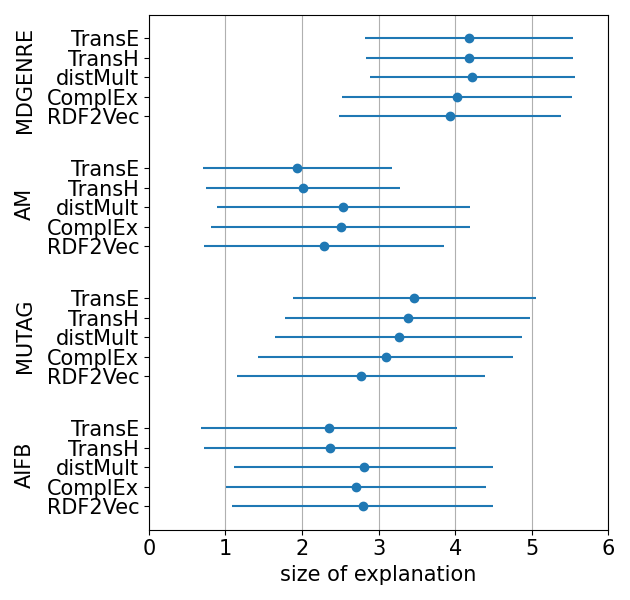 MDGENRE
TransE
TransH
distMult
ComplEx
RDF2Vec
AM
TransE
TransH
distMult
ComplEx
RDF2Vec
MUTAG
TransE
TransH
distMult
ComplEx
RDF2Vec
AIFB
TransE
TransH
distMult
ComplEx
RDF2Vec
0 1 2 3 4 5 6
size of explanation